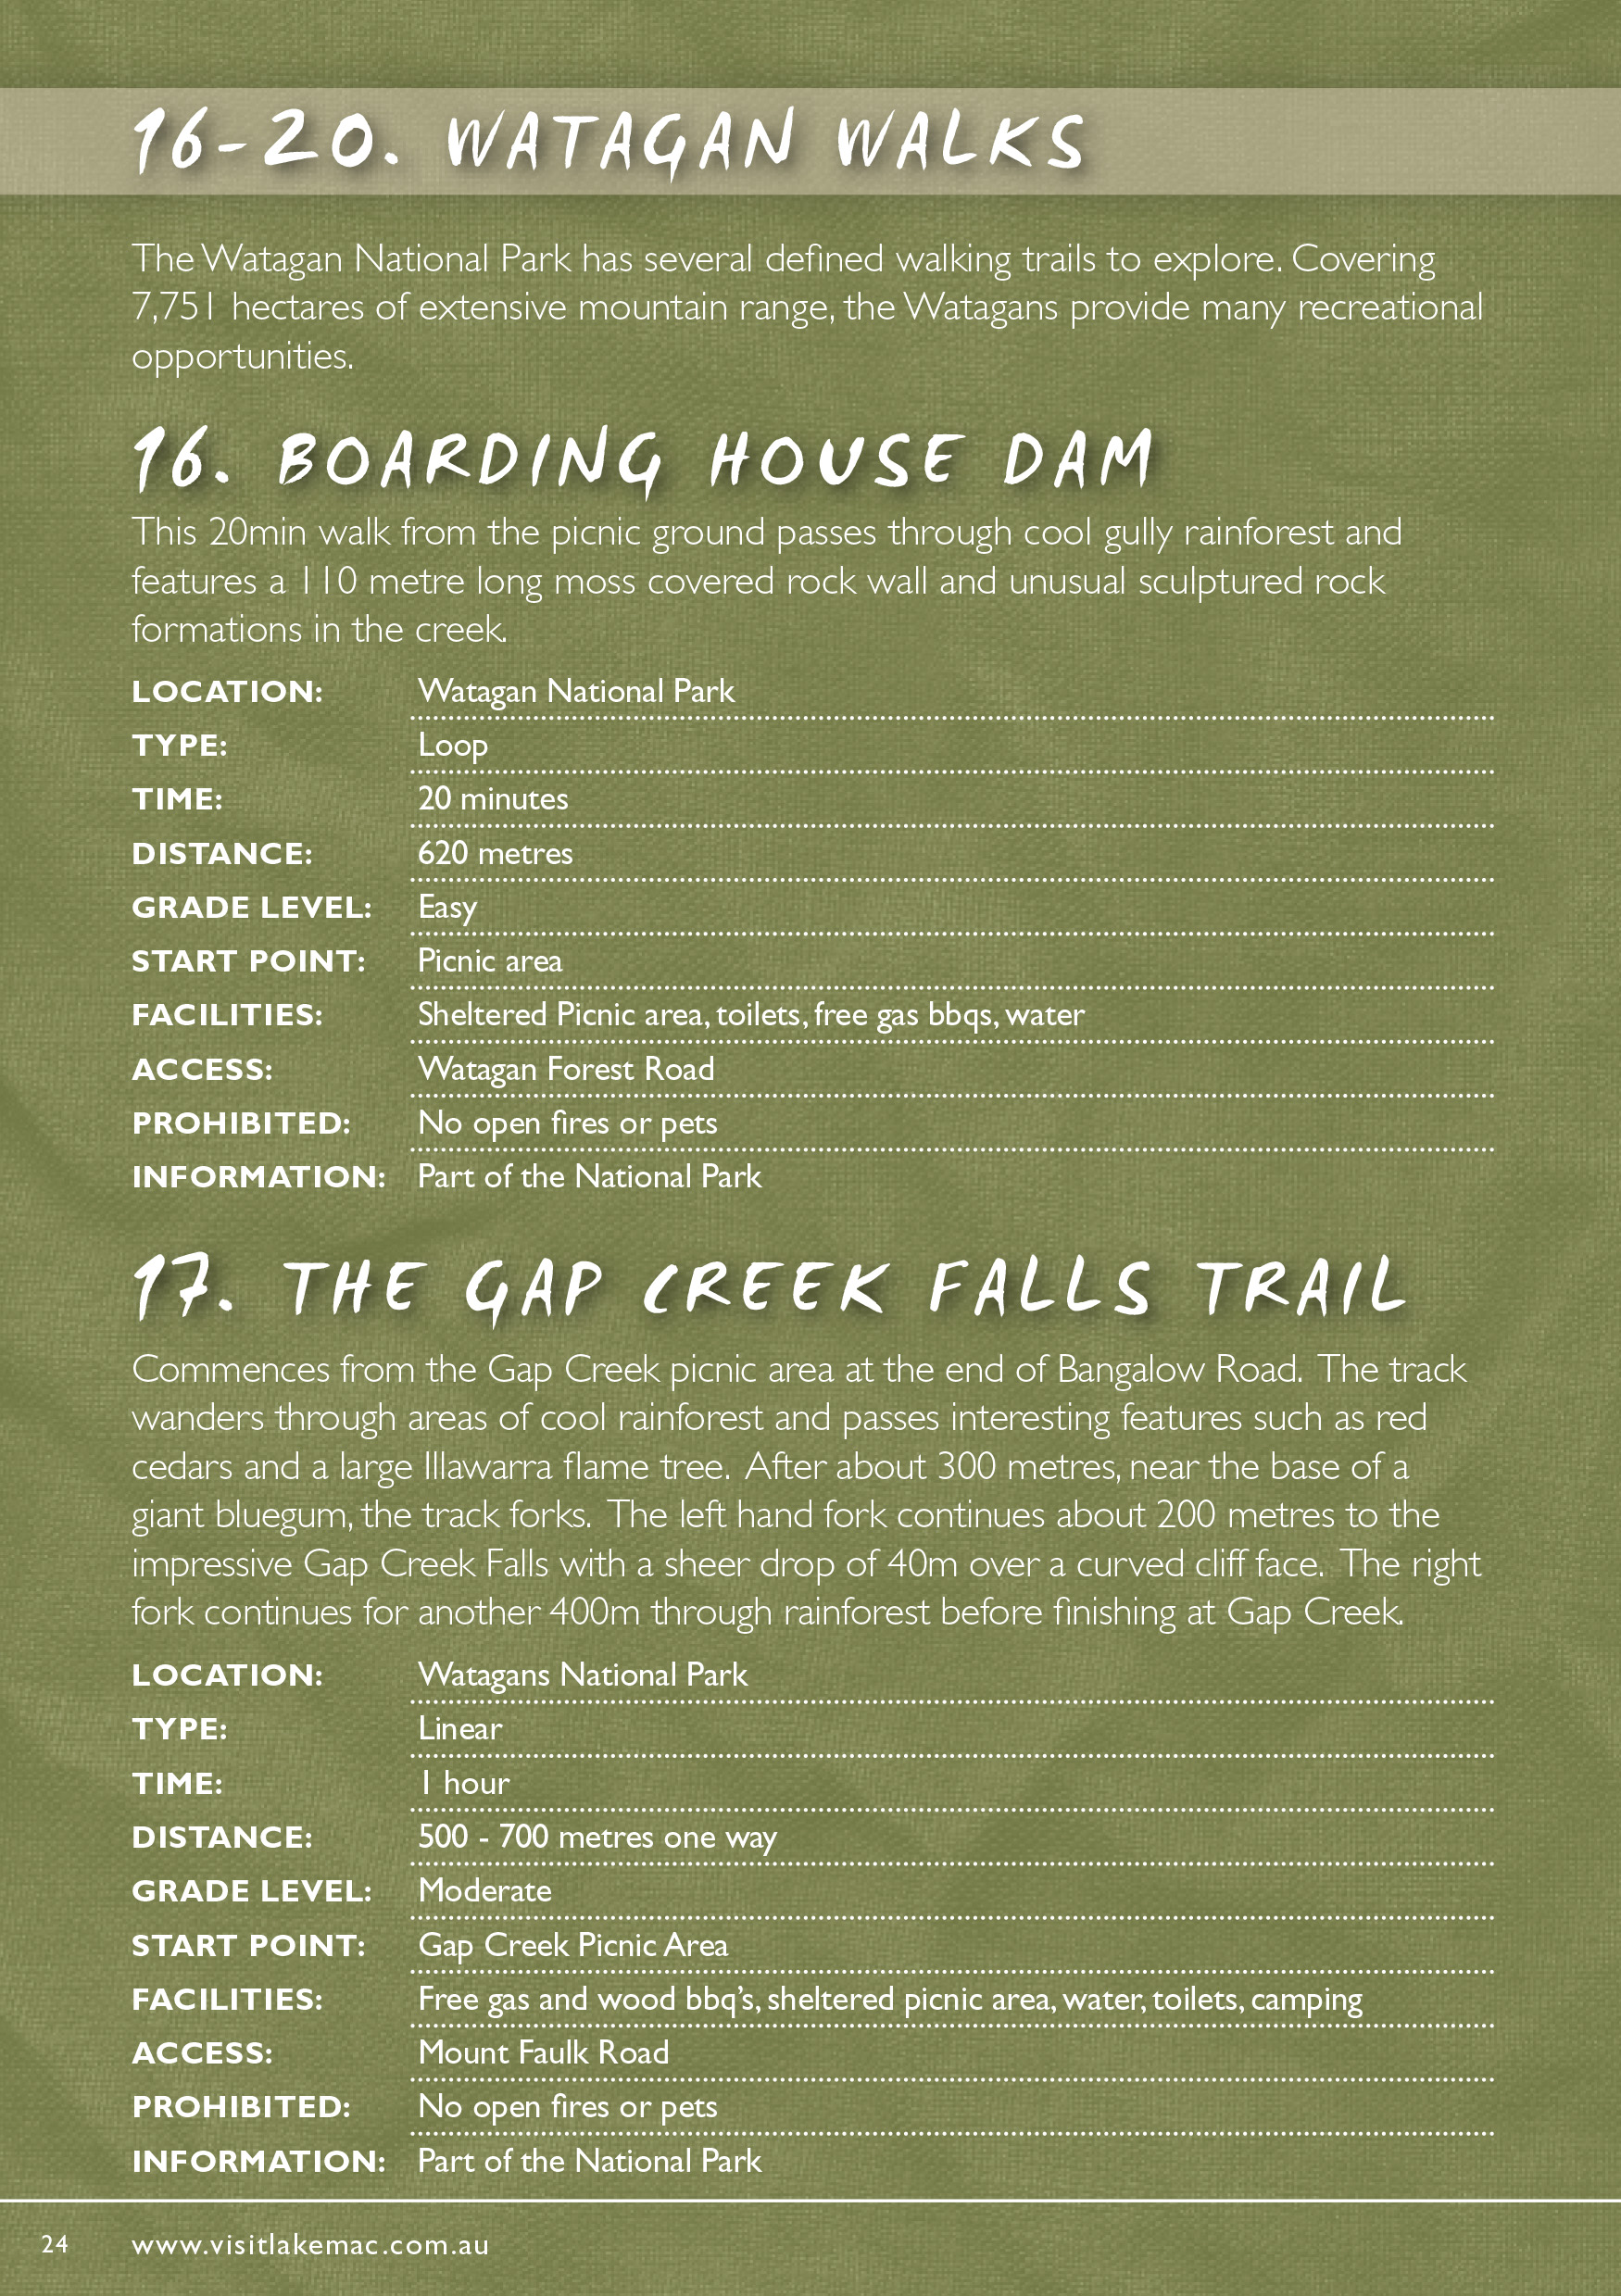 16-20. WATAGAN WALKS
The Watagan National Park has several defined walking trails to explore. Covering
7,751 hectares of extensive mountain range, the Watagans provide many recreational
opportunities.
16. BOARDING HOUSE DAM
This 20min walk from the picnic ground passes through cool gully rainforest and
features a 110 metre long moss covered rock wall and unusual sculptured rock
formations in the creek.
LOCATION: Watagan National Park
TYPE: Loop
TIME: 20 minutes
DISTANCE: 620 metres
GRADE LEVEL: Easy
START POINT: Picnic area
FACILITIES: Sheltered Picnic area, toilets, free gas bbqs, water
ACCESS: Watagan Forest Road
PROHIBITED: No open fires or pets
INFORMATION: Part of the National Park
17. THE GAP CREEK FALLS TRAIL
Commences from the Gap Creek picnic area at the end of Bangalow Road. The track
wanders through areas of cool rainforest and passes interesting features such as red
cedars and a large Illawarra flame tree. After about 300 metres, near the base of a
giant bluegum, the track forks. The left hand fork continues about 200 metres to the
impressive Gap Creek Falls with a sheer drop of 40m over a curved cliff face. The right
fork continues for another 400m through rainforest before finishing at Gap Creek.
LOCATION: Watagans National Park
TYPE: Linear
TIME: 1 hour
DISTANCE: 500 - 700 metres one way
GRADE LEVEL: Moderate
START POINT: Gap Creek Picnic Area
FACILITIES: Free gas and wood bbq's, sheltered picnic area, water, toilets, camping
ACCESS: Mount Faulk Road
PROHIBITED: No open fires or pets
INFORMATION: Part of the National Park
24 www.visitlakemac.com.au